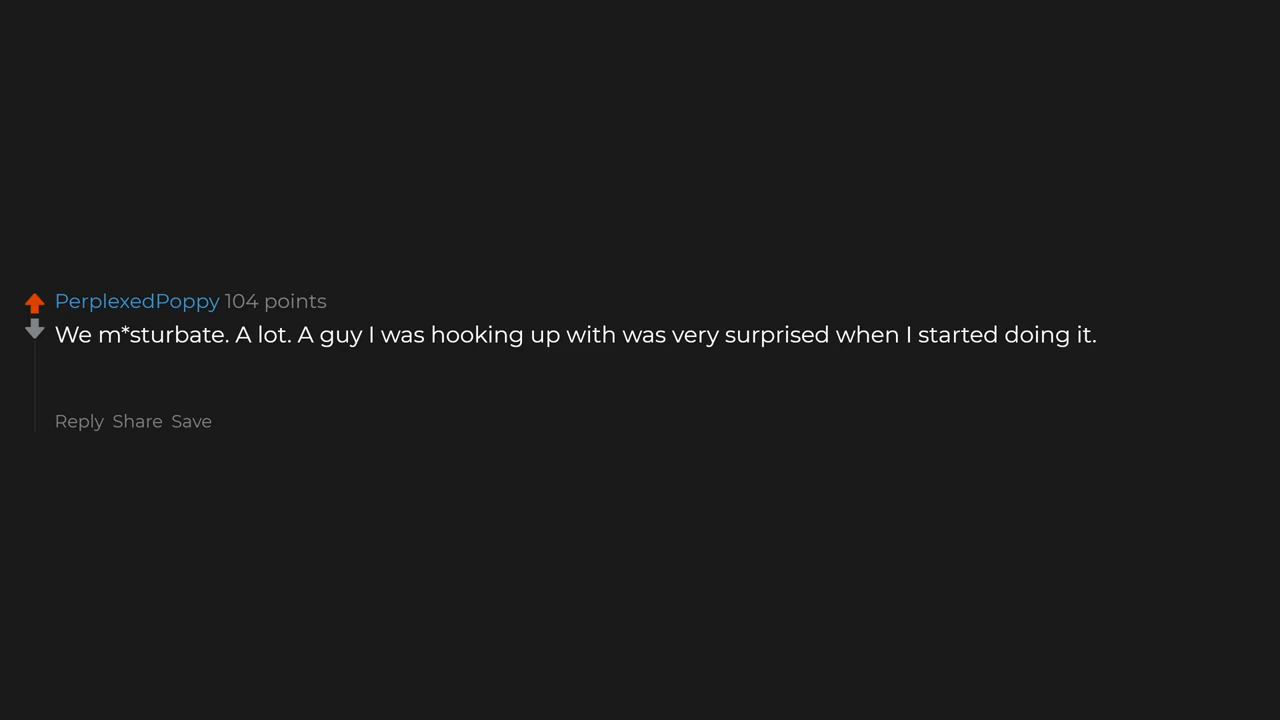 PerplexedPoppy 104 points
We m*sturbate. A lot. A guy I was hooking up with was very surprised when I started doing it.
Reply Share Save